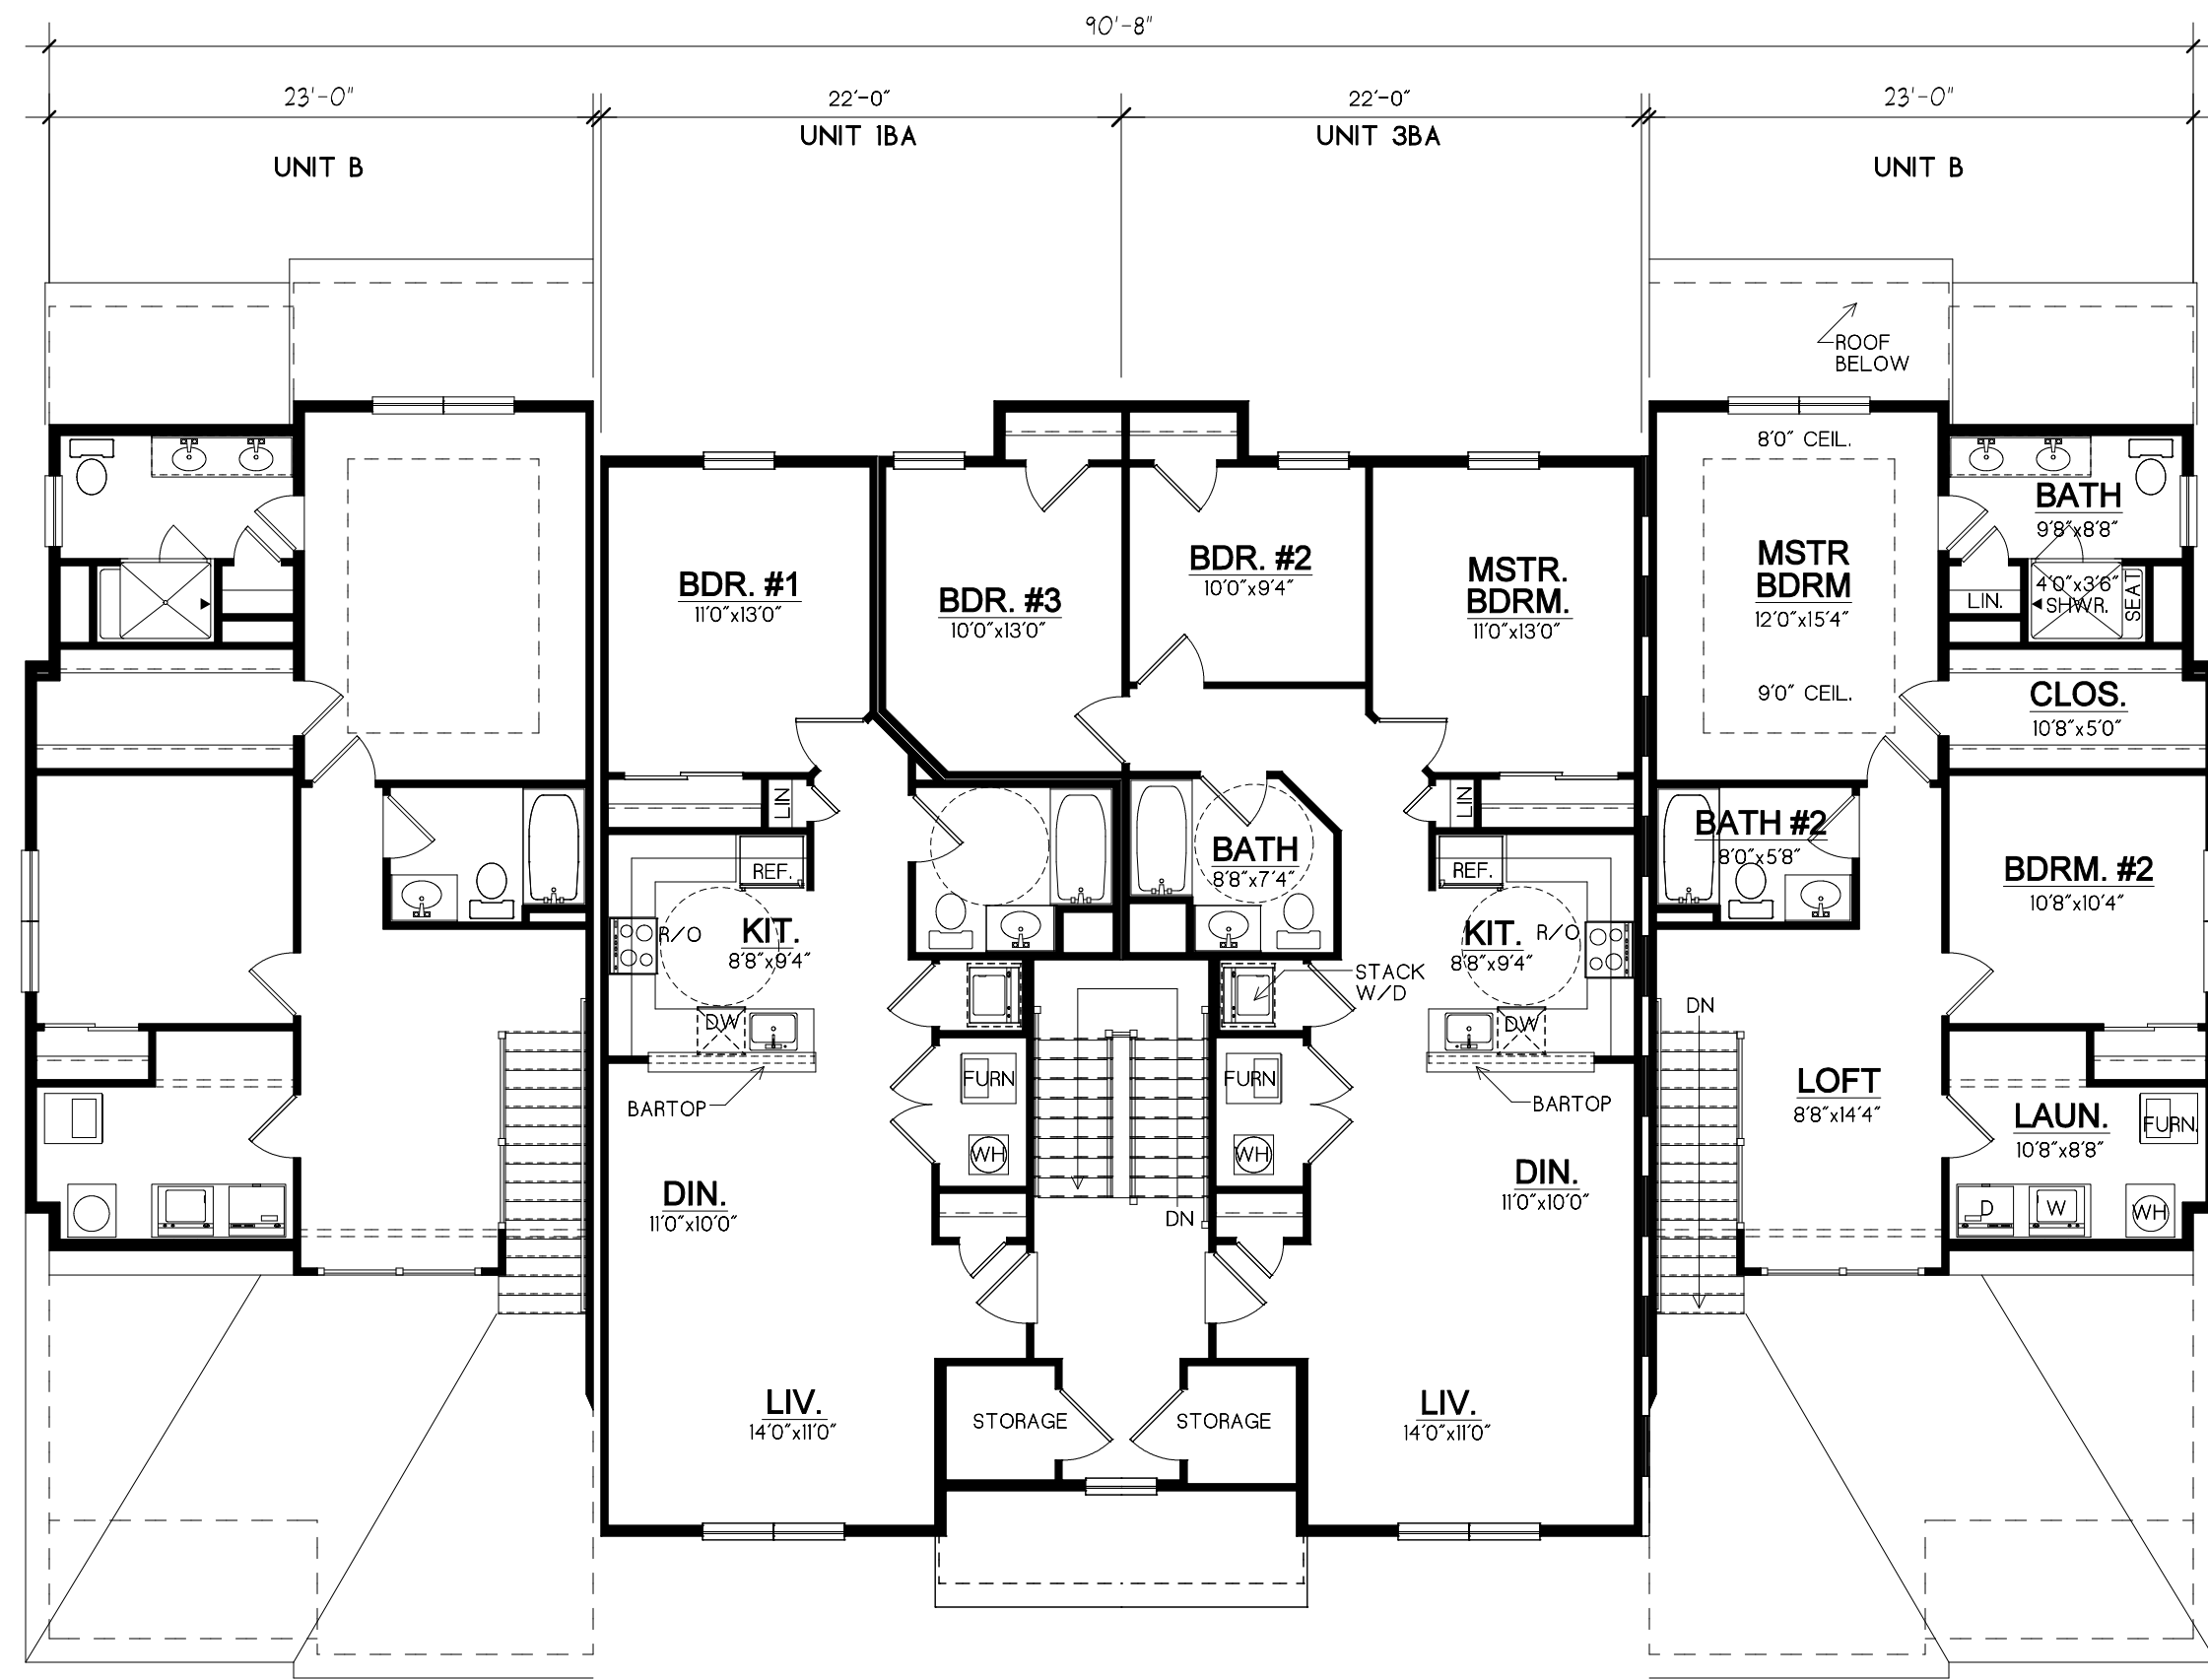 90'-8"
23'-0"
22'-0"
22'-0"
23'-0"
UNIT B
UNIT 1BA
UNIT 3BA
UNIT B
ROOF
BELOW
BDR. #1
11'0"x13'0"
BDR. #3
10'0"x13'0"
BDR. #2
10'0"x9'4"
MSTR.
BDRM.
11'0"x13'0"
8'0" CEIL.
MSTR
BDRM
12'0"x15'4"
9'0" CEIL.
BATH
9'8"x8'8"
4'0"x3'6"
SHWR.
SEAT
LIN.
CLOS.
10'8"x5'0"
LIN
LIN
REF.
R/O
KIT.
8'8"x9'4"
DW
BARTOP
BATH
8'8"x7'4"
REF.
KIT.
R/O
8'8"x9'4"
DW
BARTOP
STACK
W/D
BATH #2
8'0"x5'8"
BDRM. #2
10'8"x10'4"
DN
FURN
WH
FURN
WH
DN
LOFT
8'8"x14'4"
LAUN.
10'8"x8'8"
FURN.
D
W
WH
DIN.
11'0"x10'0"
DIN.
11'0"x10'0"
LIV.
14'0"x11'0"
STORAGE
STORAGE
LIV.
14'0"x11'0"